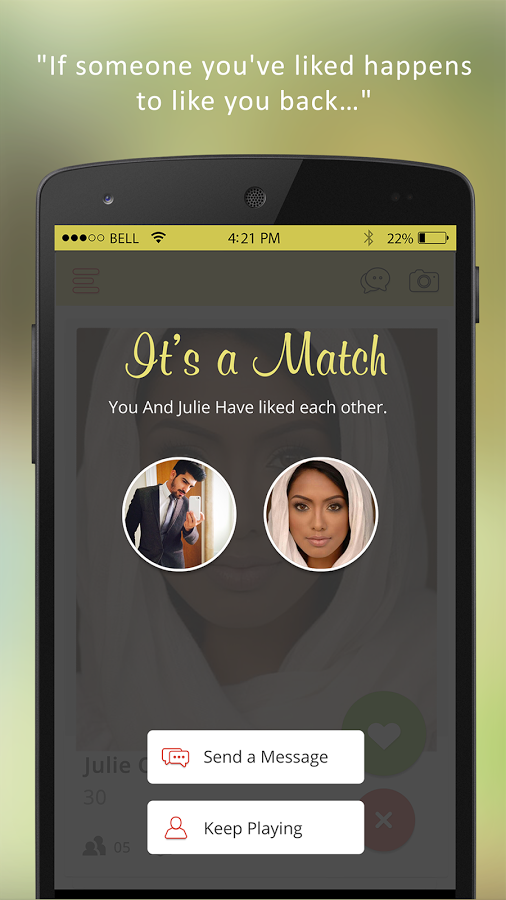 "If someone you've liked happens
to like you back…"
BELL 4:21 PM 22%
It's a Match
You And Julie Have liked each other.
Send a Message
Julie
30
Keep Playing
05